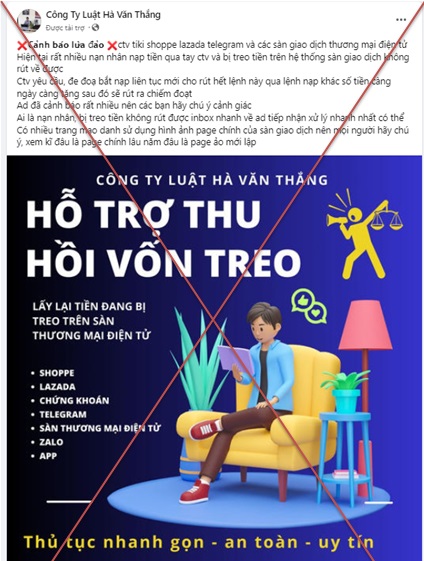 Công Ty Luật Hà Văn Thắng
Được tài trợ ·
❌Cảnh báo lừa đảo ❌ctv tiki shoppe lazada telegram và các sàn giao dịch thương mại điện tử
Hiện tại rất nhiều nạn nhân nạp tiền qua tay ctv và bị treo tiền trên hệ thống sàn giao dịch không
rút về được
Ctv yêu cầu, đe đoạ bắt nạp liên tục mới cho rút hết lệnh này qua lệnh nạp khác số tiền càng
ngày càng tăng sau đó sẽ rút ra chiếm đoạt
Ad đã cảnh báo rất nhiều nên các bạn hãy chú ý cảnh giác
Ai là nạn nhân, bị treo tiền không rút được inbox nhanh về ad tiếp nhận xử lý nhanh nhất có thể
Có nhiều trang mạo danh sử dụng hình ảnh page chính của sàn giao dịch nên mọi người hãy chú
ý, xem kĩ đâu là page chính lâu năm đâu là page ảo mới lập
CÔNG TY LUẬT HÀ VĂN THẮNG
HỖ TRỢ THU
HỒI VỐN TREO
LẤY LẠI TIỀN ĐANG BỊ
TREO TRÊN SÀN
THƯƠNG MẠI ĐIỆN TỬ
• SHOPPE
• LAZADA
• CHỨNG KHOÁN
• TELEGRAM
• SÀN THƯƠNG MẠI ĐIỆN TỬ
• ZALO
• APP
Thủ tục nhanh gọn - an toàn - uy tín